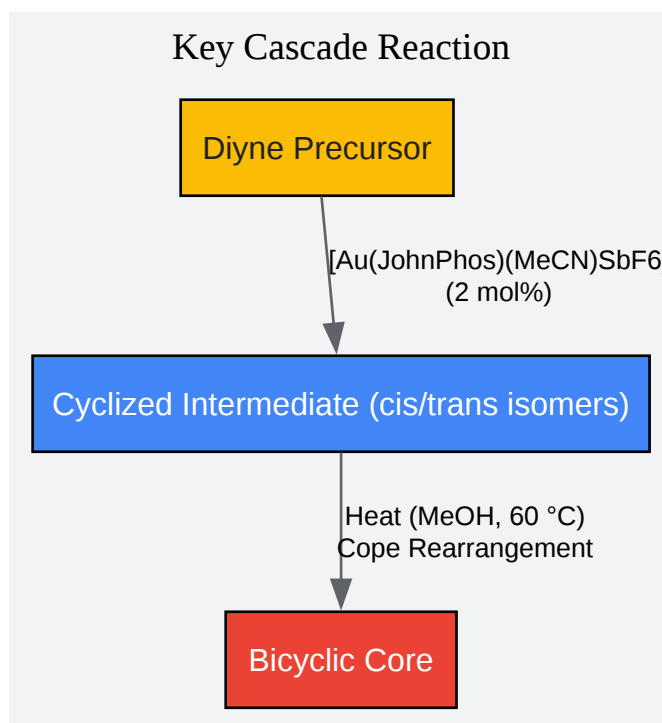 Key Cascade Reaction
Diyne Precursor
[Au(JohnPhos)(MeCN)SbF6
(2 mol%)
Cyclized Intermediate (cis/trans isomers)
Heat (MeOH, 60 °C)
Cope Rearrangement
Bicyclic Core